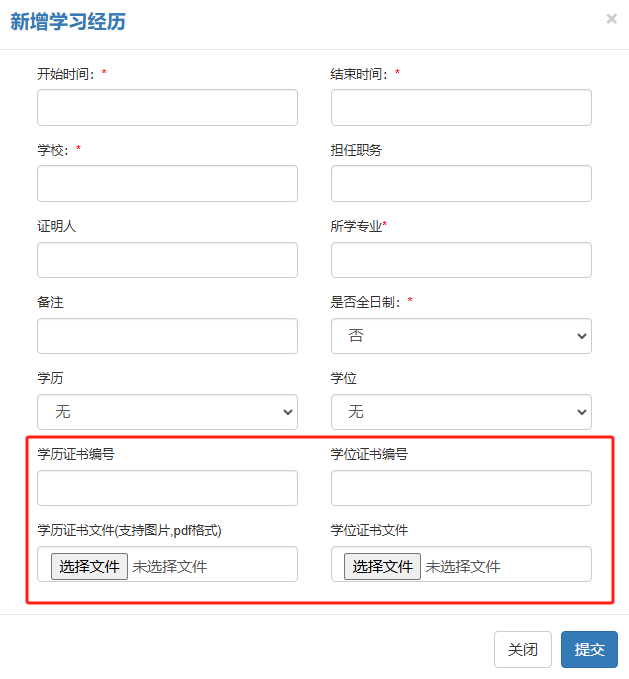 新增学习经历 ×
开始时间：* 结束时间：*
学校：* 担任职务
证明人 所学专业*
备注 是否全日制：*
否
学历 学位
无 无
学历证书编号 学位证书编号
学历证书文件(支持图片,pdf格式) 学位证书文件
选择文件 未选择文件 选择文件 未选择文件
关闭 提交